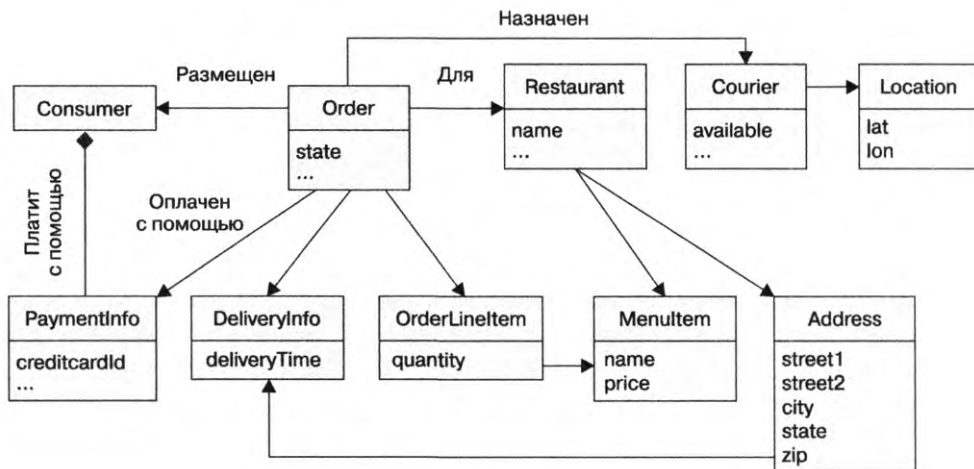 Назначен
Размещен
Для
Consumer
Order
state
...
Restaurant
name
...
Courier
available
...
Location
lat
lon
Платит
с помощью
Оплачен
с помощью
PaymentInfo
creditcardId
...
DeliveryInfo
deliveryTime
OrderLineItem
quantity
MenuItem
name
price
Address
street1
street2
city
state
zip